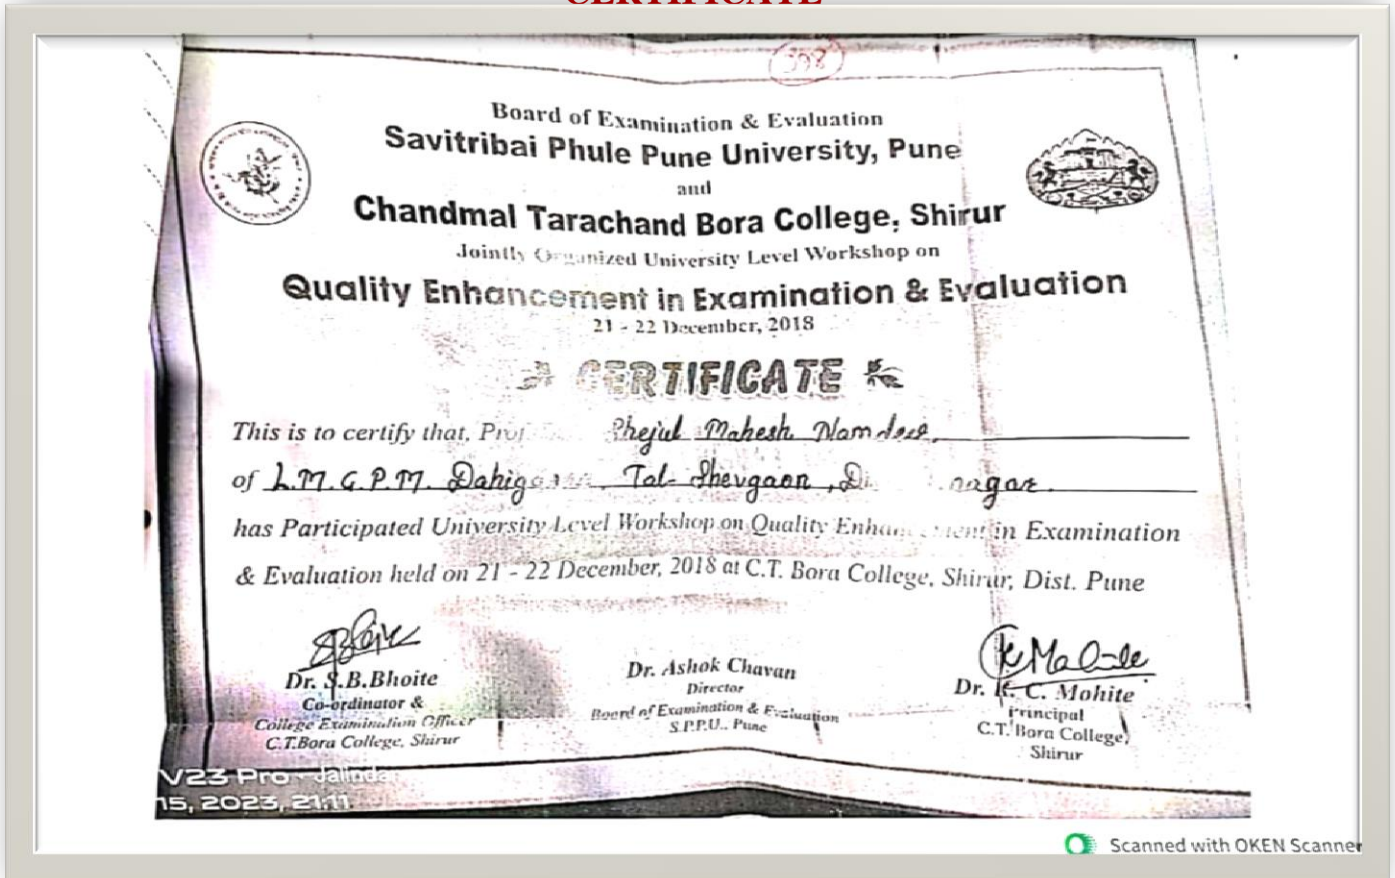 CERTIFICATE
398
Board of Examination & Evaluation
Savitribai Phule Pune University, Pune
and
Chandmal Tarachand Bora College, Shirur
Jointly Organized University Level Workshop on
Quality Enhancement in Examination & Evaluation
21 - 22 December, 2018
CERTIFICATE
This is to certify that, Prof. Shejul Mahesh Namdeo
of L.M.G.P.M. Tal- Shevgaon,
has Participated University Level Workshop on Quality Enhancement in Examination
& Evaluation held on 21 - 22 December, 2018 at C.T. Bora College, Shirur, Dist. Pune
Dr. S.B.Bhoite
Co-ordinator &
College Examination Officer
C.T.Bora College, Shirur
Dr. Ashok Chavan
Director
Board of Examination & Evaluation
S.P.P.U., Pune
Dr. K. C. Mohite
Principal
C.T. Bora College,
Shirur
V23 Pro - Jalinda
15, 2023, 21:11
Scanned with OKEN Scanner